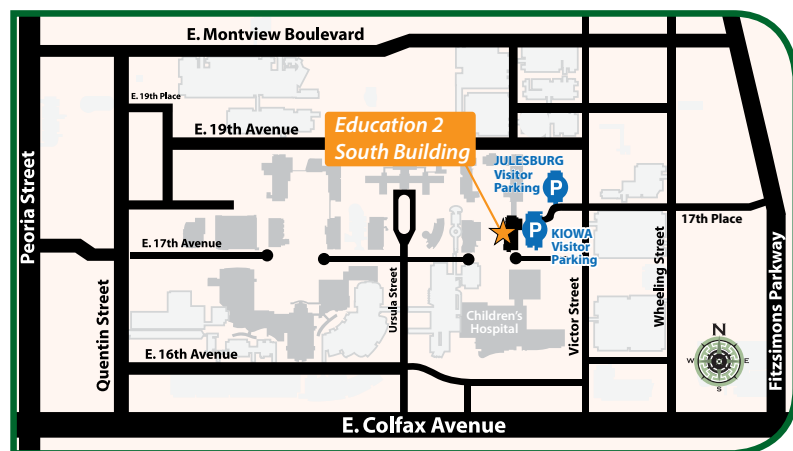 E. Montview Boulevard
E. 19th Place
E. 19th Avenue
Education 2
South Building
JULESBURG
Visitor
Parking
P
Peoria Street
17th Place
P
KIOWA
Visitor
Parking
E. 17th Avenue
Ursula Street
Quentin Street
Victor Street
Wheeling Street
Fitzsimons Parkway
Children's
Hospital
N
W
E
S
E. 16th Avenue
E. Colfax Avenue